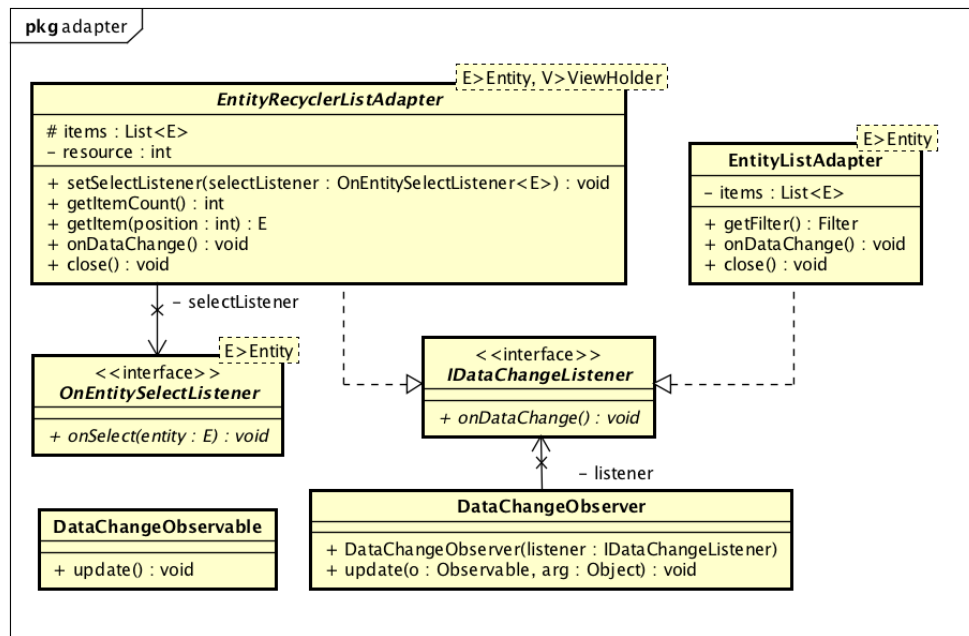 pkg adapter
E>Entity, V>ViewHolder
EntityRecyclerListAdapter
# items : List<E>
- resource : int
+ setSelectListener(selectListener : OnEntitySelectListener<E>) : void
+ getItemCount() : int
+ getItem(position : int) : E
+ onDataChange() : void
+ close() : void
E>Entity
EntityListAdapter
- items : List<E>
+ getFilter() : Filter
+ onDataChange() : void
+ close() : void
- selectListener
E>Entity
<<interface>>
OnEntitySelectListener
+ onSelect(entity : E) : void
<<interface>>
IDataChangeListener
+ onDataChange() : void
- listener
DataChangeObservable
+ update() : void
DataChangeObserver
+ DataChangeObserver(listener : IDataChangeListener)
+ update(o : Observable, arg : Object) : void